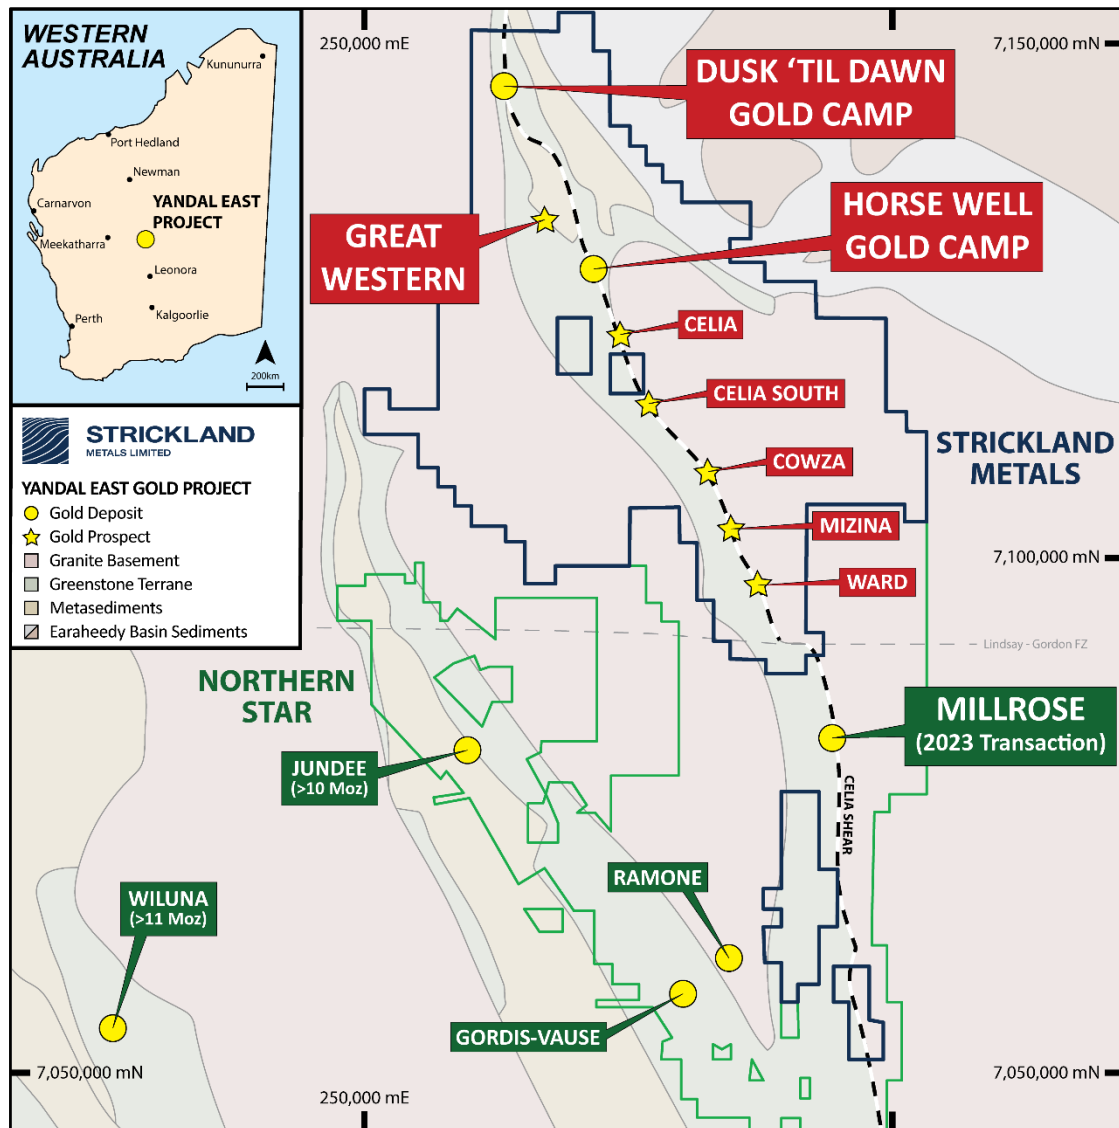 WESTERN
AUSTRALIA
Kununurra
Port Hedland
Newman
Carnarvon
YANDAL EAST
PROJECT
Meekatharra
Leonora
Kalgoorlie
Perth
200km
STRICKLAND
METALS LIMITED
YANDAL EAST GOLD PROJECT
Gold Deposit
Gold Prospect
Granite Basement
Greenstone Terrane
Metasediments
Earaheedy Basin Sediments
250,000 mE
7,150,000 mN
DUSK ‘TIL DAWN
GOLD CAMP
HORSE WELL
GOLD CAMP
GREAT
WESTERN
CELIA
CELIA SOUTH
STRICKLAND
METALS
COWZA
MIZINA
7,100,000 mN
WARD
Lindsay - Gordon FZ
NORTHERN
STAR
MILLROSE
(2023 Transaction)
JUNDEE
(>10 Moz)
CELIA SHEAR
RAMONE
WILUNA
(>11 Moz)
GORDIS-VAUSE
7,050,000 mN
7,050,000 mN
250,000 mE